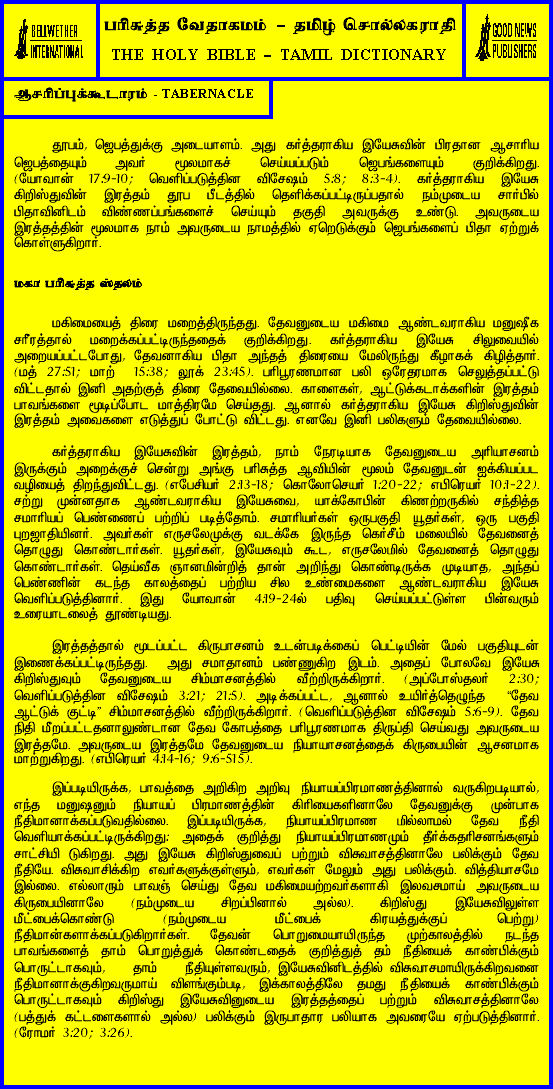 BELLWETHER
INTERNATIONAL
பரிசுத்த வேதாகமம் – தமிழ் சொல்லகராதி
THE HOLY BIBLE – TAMIL DICTIONARY
GOOD NEWS
PUBLISHERS
ஆசரிப்புக்கூடாரம் - TABERNACLE
தூபம், ஜெபத்துக்கு அடையாளம். அது கர்த்தராகிய இயேசுவின் பிரதான ஆசாரிய
ஜெபத்தையும் அவர் மூலமாகச் செய்யப்படும் ஜெபங்களையும் குறிக்கிறது.
(யோவான் 17:9-10; வெளிப்படுத்தின விசேஷம் 5:8; 8:3-4). கர்த்தராகிய இயேசு
கிறிஸ்துவின் இரத்தம் தூப பீடத்தில் தெளிக்கப்பட்டிருப்பதால் நம்முடைய சார்பில்
பிதாவினிடம் விண்ணப்பங்களைச் செய்யும் தகுதி அவருக்கு உண்டு. அவருடைய
இரத்தத்தின் மூலமாக நாம் அவருடைய நாமத்தில் ஏறெடுக்கும் ஜெபங்களைப் பிதா ஏற்றுக்
கொள்ளுகிறார்.
மகா பரிசுத்த ஸ்தலம்
மகிமையைத் திரை மறைத்திருந்தது. தேவனுடைய மகிமை ஆண்டவராகிய மனுஷீக
சரீரத்தால் மறைக்கப்பட்டிருந்ததைக் குறிக்கிறது. கர்த்தராகிய இயேசு சிலுவையில்
அறையப்பட்டபோது, தேவனாகிய பிதா அந்தத் திரையை மேலிருந்து கீழாகக் கிழித்தார்.
(மத் 27:51; மாற் 15:38; லூக் 23:45). பரிபூரணமான பலி ஒரேதரமாக செலுத்தப்பட்டு
விட்டதால் இனி அதற்குத் திரை தேவையில்லை. காளைகள், ஆட்டுக்கடாக்களின் இரத்தம்
பாவங்களை மூடிப்போட மாத்திரமே செய்தது. ஆனால் கர்த்தராகிய இயேசு கிறிஸ்துவின்
இரத்தம் அவைகளை எடுத்துப் போட்டு விட்டது. எனவே இனி பலிகளும் தேவையில்லை.
கர்த்தராகிய இயேசுவின் இரத்தம், நாம் நேரடியாக தேவனுடைய அரியாசனம்
இருக்கும் அறைக்குச் சென்று அங்கு பரிசுத்த ஆவியின் மூலம் தேவனுடன் ஐக்கியப்பட
வழியைத் திறந்துவிட்டது. (எபேசியர் 2:13-18; கொலோசெயர் 1:20-22; எபிரெயர் 10:1-22).
சற்று முன்னதாக ஆண்டவராகிய இயேசுவை, யாக்கோபின் கிணற்றருகில் சந்தித்த
சமாரியப் பெண்ணைப் பற்றிப் படித்தோம். சமாரியர்கள் ஒருபகுதி யூதர்கள், ஒரு பகுதி
புறஜாதியினர். அவர்கள் எருசலேமுக்கு வடக்கே இருந்த கெர்சீம் மலையில் தேவனைத்
தொழுது கொண்டார்கள். யூதர்கள், இயேசுவும் கூட, எருசலேமில் தேவனைத் தொழுது
கொண்டார்கள். தெய்வீக ஞானமின்றித் தான் அறிந்து கொண்டிருக்க முடியாத, அந்தப்
பெண்ணின் கடந்த காலத்தைப் பற்றிய சில உண்மைகளை ஆண்டவராகிய இயேசு
வெளிப்படுத்தினார். இது யோவான் 4:19-24ல் பதிவு செய்யப்பட்டுள்ள பின்வரும்
உரையாடலைத் தூண்டியது.
இரத்தத்தால் மூடப்பட்ட கிருபாசனம் உடன்படிக்கைப் பெட்டியின் மேல் பகுதியுடன்
இணைக்கப்பட்டிருந்தது. அது சமாதானம் பண்ணுகிற இடம். அதைப் போலவே இயேசு
கிறிஸ்துவும் தேவனுடைய சிம்மாசனத்தில் வீற்றிருக்கிறார். (அப்போஸ்தலர் 2:30;
வெளிப்படுத்தின விசேஷம் 3:21; 21:5). அடிக்கப்பட்ட, ஆனால் உயிர்த்தெழுந்த “தேவ
ஆட்டுக் குட்டி” சிம்மாசனத்தில் வீற்றிருக்கிறார். (வெளிப்படுத்தின விசேஷம் 5:6-9). தேவ
நிதி மீறப்பட்டதனாலுண்டான தேவ கோபத்தை பரிபூரணமாக திருப்தி செய்வது அவருடைய
இரத்தமே. அவருடைய இரத்தமே தேவனுடைய நியாயாசனத்தைக் கிருபையின் ஆசனமாக
மாற்றுகிறது. (எபிரெயர் 4:14-16; 9:6-5:15).
இப்படியிருக்க, பாவத்தை அறிகிற அறிவு நியாயப்பிரமாணத்தினால் வருகிறபடியால்,
எந்த மனுஷனும் நியாயப் பிரமாணத்தின் கிரியைகளினாலே தேவனுக்கு முன்பாக
நீதிமானாக்கப்படுவதில்லை. இப்படியிருக்க, நியாயப்பிரமாண மில்லாமல் தேவ நீதி
வெளியாக்கப்பட்டிருக்கிறது; அதைக் குறித்து நியாயப்பிரமாணமும் தீர்க்கதரிசனங்களும்
சாட்சியி டுகிறது. அது இயேசு கிறிஸ்துவைப் பற்றும் விசுவாசத்தினாலே பலிக்கும் தேவ
நீதியே. விசுவாசிக்கிற எவர்களுக்குள்ளும், எவர்கள் மேலும் அது பலிக்கும். வித்தியாசமே
இல்லை. எல்லாரும் பாவஞ் செய்து தேவ மகிமையற்றவர்களாகி இலவசமாய் அவருடைய
கிருபையினாலே (நம்முடைய சிறப்பினால் அல்ல). கிறிஸ்து இயேசுவிலுள்ள
மீட்பைக்கொண்டு (நம்முடைய மீட்பைக் கிரயத்துக்குப் பெற்று)
நீதிமான்களாக்கப்படுகிறார்கள். தேவன் பொறுமையாயிருந்த முற்காலத்தில் நடந்த
பாவங்களைத் தாம் பொறுத்துக் கொண்டதைக் குறித்துத் தம் நீதியைக் காண்பிக்கும்
பொருட்டாகவும், தாம் நீதியுள்ளவரும், இயேசுவினிடத்தில் விசுவாசமாயிருக்கிறவனை
நீதிமானாக்குகிறவருமாய் விளங்கும்படி, இக்காலத்திலே தமது நீதியைக் காண்பிக்கும்
பொருட்டாகவும் கிறிஸ்து இயேசுவினுடைய இரத்தத்தைப் பற்றும் விசுவாசத்தினாலே
(பத்துக் கட்டளைகளால் அல்ல) பலிக்கும் இருபாதார பலியாக அவரையே ஏற்படுத்தினார்.
(ரோமர் 3:20; 3:26).